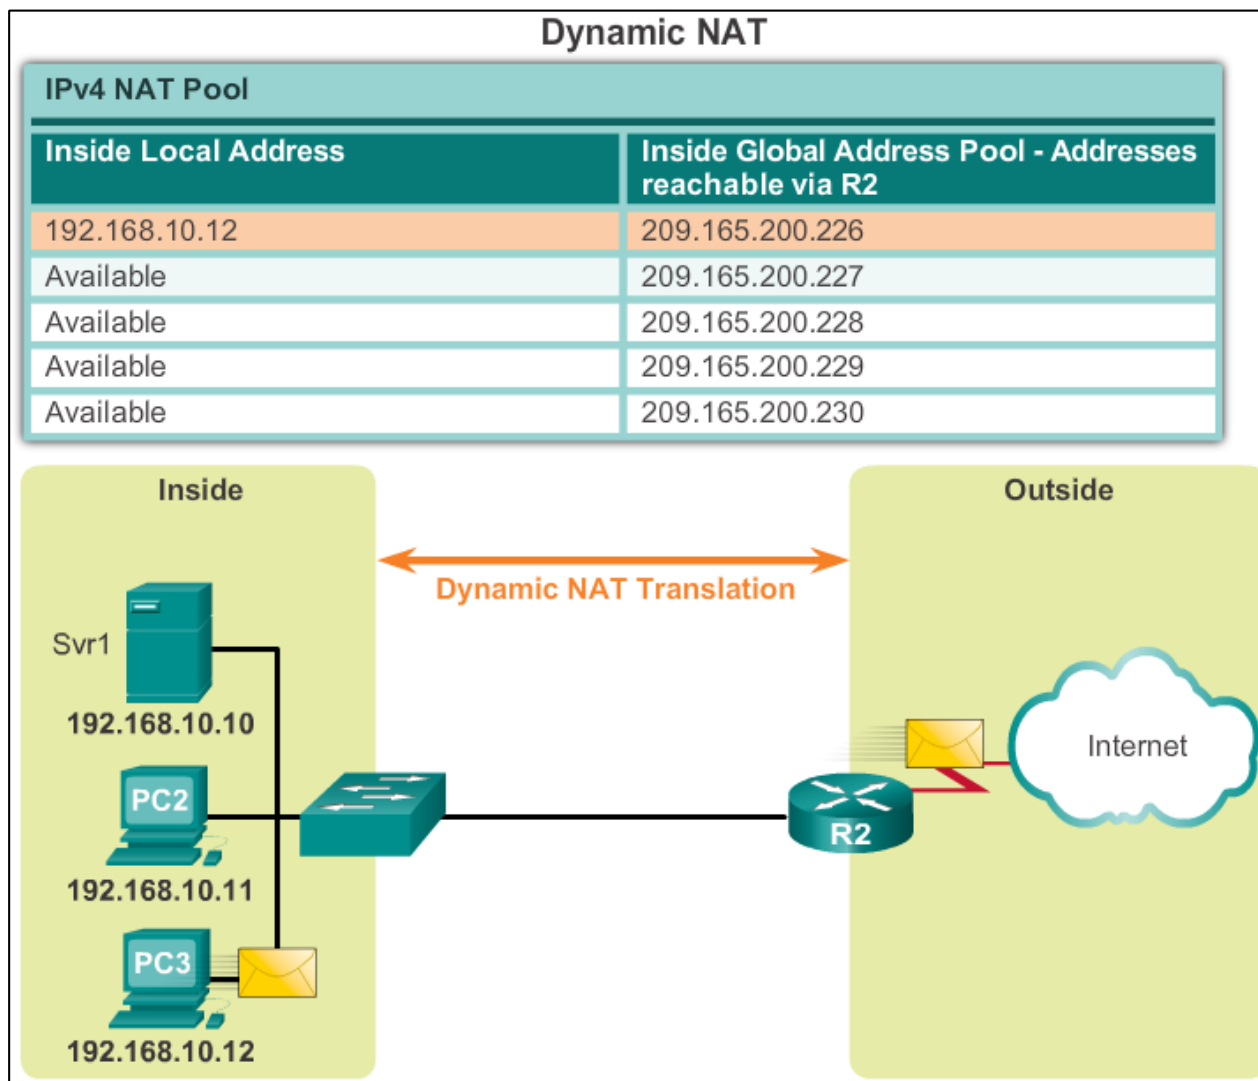 Dynamic NAT
IPv4 NAT Pool
Inside Local Address
Inside Global Address Pool - Addresses
reachable via R2
192.168.10.12
209.165.200.226
Available
209.165.200.227
Available
209.165.200.228
Available
209.165.200.229
Available
209.165.200.230
Inside
Outside
Dynamic NAT Translation
Svr1
192.168.10.10
Internet
PC2
R2
192.168.10.11
PC3
192.168.10.12